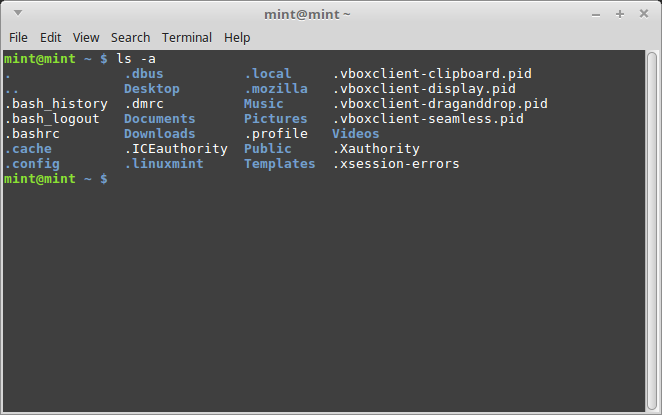 mint@mint ~
File Edit View Search Terminal Help
mint@mint ~ $ ls -a
. .dbus .local .vboxclient-clipboard.pid
.. Desktop .mozilla .vboxclient-display.pid
.bash_history .dmrc Music .vboxclient-draganddrop.pid
.bash_logout Documents Pictures .vboxclient-seamless.pid
.bashrc Downloads .profile Videos
.cache .ICEauthority Public .Xauthority
.config .linuxmint Templates .xsession-errors
mint@mint ~ $